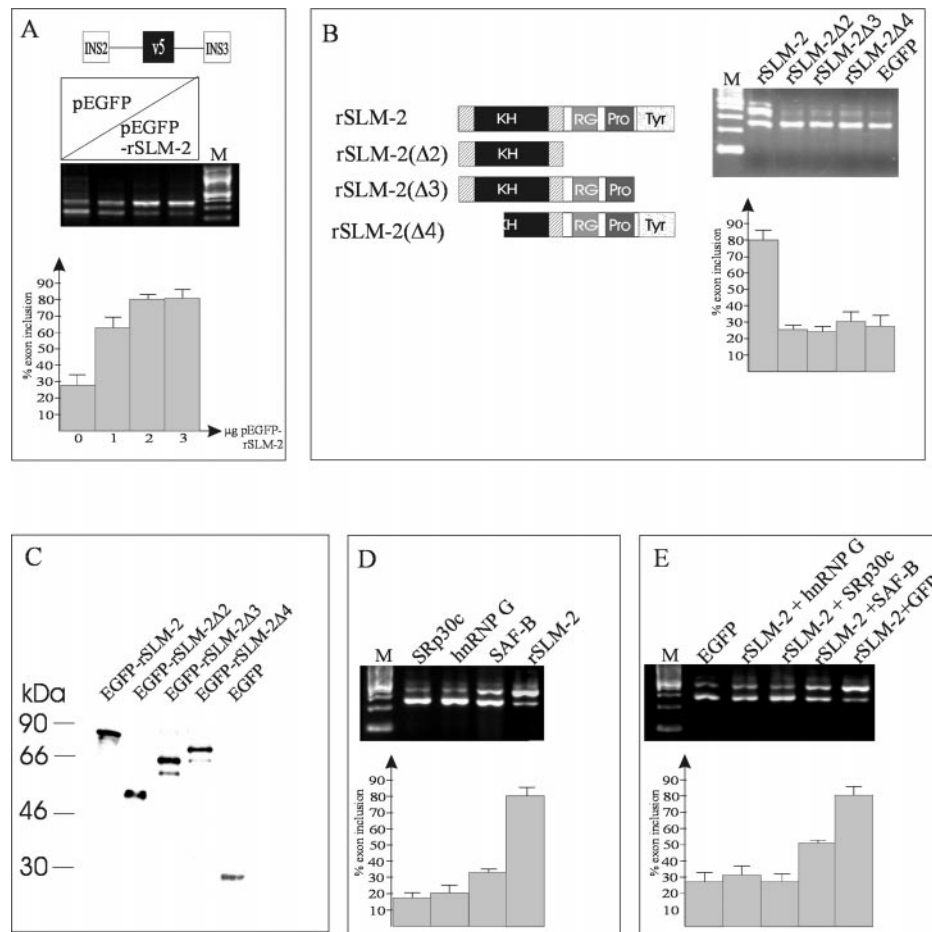 A
INS2 v5 INS3
pEGFP
pEGFP
-rSLM-2
M
% exon inclusion
90
80
70
60
50
40
30
20
10
0 1 2 3
µg pEGFP-
rSLM-2
B
rSLM-2 KH RG Pro Tyr
rSLM-2(Δ2) KH
rSLM-2(Δ3) KH RG Pro
rSLM-2(Δ4) KH RG Pro Tyr
M rSLM-2 rSLM-2Δ2 rSLM-2Δ3 rSLM-2Δ4 EGFP
% exon inclusion
80
70
60
50
40
30
20
10
C
EGFP-rSLM-2 EGFP-rSLM-2Δ2 EGFP-rSLM-2Δ3 EGFP-rSLM-2Δ4 EGFP
kDa
90
66
46
30
D
M SRp30c hnRNP G SAF-B rSLM-2
% exon inclusion
90
80
70
60
50
40
30
20
10
E
M EGFP rSLM-2 + hnRNP G rSLM-2 + SRp30c rSLM-2 +SAF-B rSLM-2+GFP
% exon inclusion
90
80
70
60
50
40
30
20
10